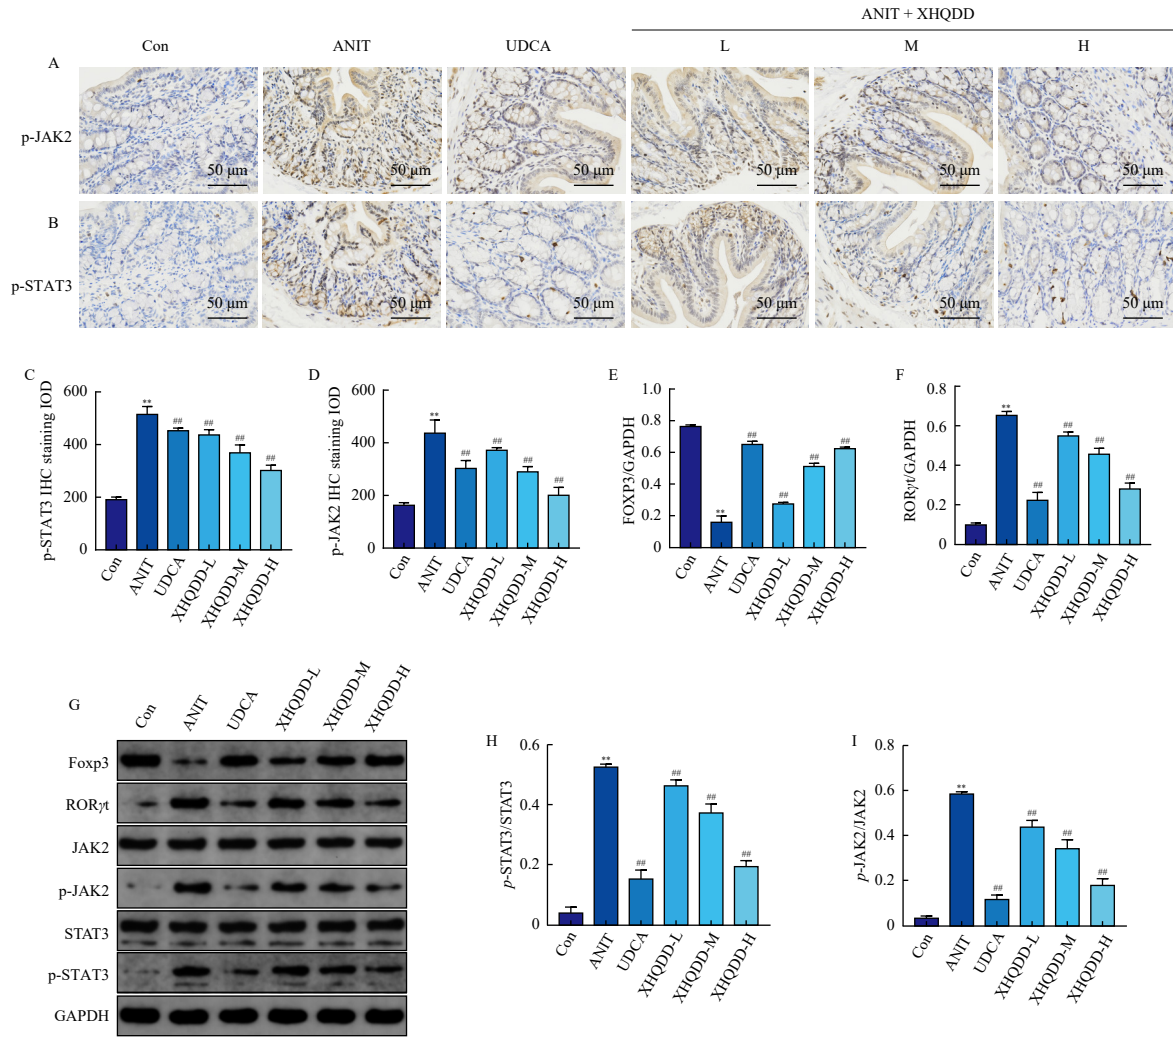 ANIT + XHQDD
Con ANIT UDCA L M H
A
p-JAK2
50 μm 50 μm 50 μm 50 μm 50 μm 50 μm
B
p-STAT3
50 μm 50 μm 50 μm 50 μm 50 μm 50 μm
C
p-STAT3 IHC staining IOD
600
400
200
0
** ## ## ## ##
Con ANIT UDCA XHQDD-L XHQDD-M XHQDD-H
D
p-JAK2 IHC staining IOD
600
400
200
0
** ## ## ## ##
Con ANIT UDCA XHQDD-L XHQDD-M XHQDD-H
E
FOXP3/GAPDH
1.0
0.8
0.6
0.4
0.2
0
** ## ## ## ##
Con ANIT UDCA XHQDD-L XHQDD-M XHQDD-H
F
RORγt/GAPDH
0.8
0.6
0.4
0.2
0
** ## ## ## ##
Con ANIT UDCA XHQDD-L XHQDD-M XHQDD-H
G
Con ANIT UDCA XHQDD-L XHQDD-M XHQDD-H
Foxp3
RORγt
JAK2
p-JAK2
STAT3
p-STAT3
GAPDH
H
p-STAT3/STAT3
0.6
0.4
0.2
0
** ## ## ## ##
Con ANIT UDCA XHQDD-L XHQDD-M XHQDD-H
I
p-JAK2/JAK2
0.8
0.6
0.4
0.2
0
** ## ## ## ##
Con ANIT UDCA XHQDD-L XHQDD-M XHQDD-H